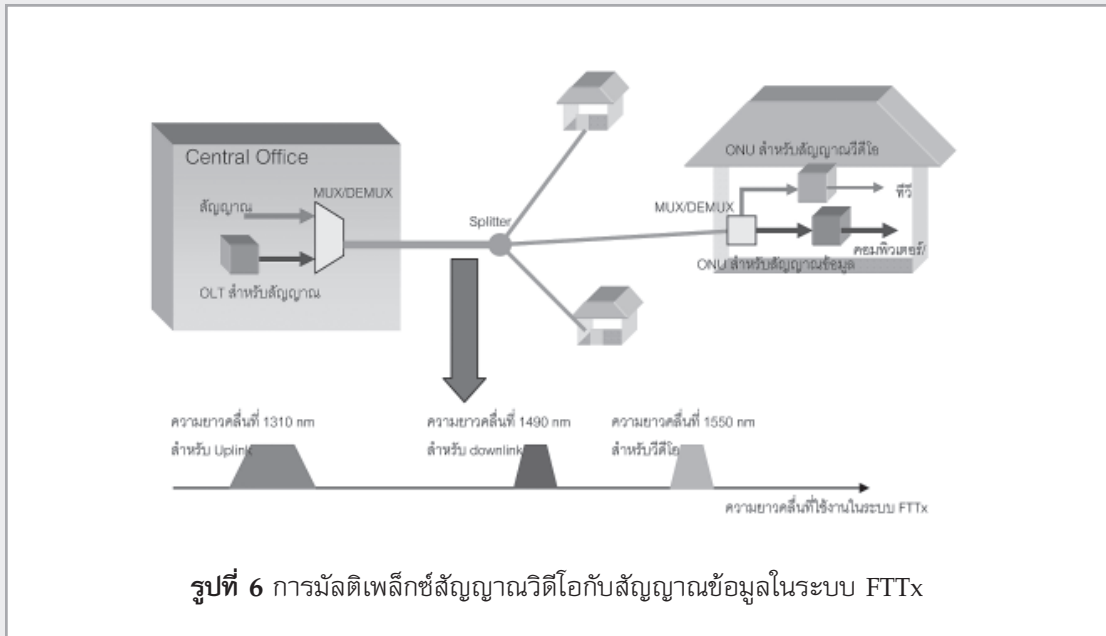 Central Office
สัญญาณ
MUX/DEMUX
OLT สำหรับสัญญาณ
Splitter
ONU สำหรับสัญญาณวีดีโอ
MUX/DEMUX
ทีวี
คอมพิวเตอร์/
ONU สำหรับสัญญาณข้อมูล
ความยาวคลื่นที่ 1310 nm
สำหรับ Uplink
ความยาวคลื่นที่ 1490 nm
สำหรับ downlink
ความยาวคลื่นที่ 1550 nm
สำหรับวีดีโอ
ความยาวคลื่นที่ใช้งานในระบบ FTTx
รูปที่ 6 การมัลติเพล็กซ์สัญญาณวิดีโอกับสัญญาณข้อมูลในระบบ FTTx